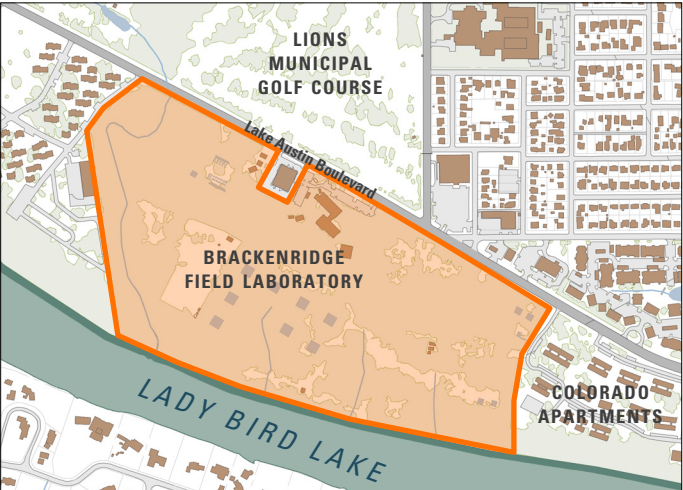 LIONS
MUNICIPAL
GOLF COURSE
Lake Austin Boulevard
BRACKENRIDGE
FIELD LABORATORY
COLORADO
APARTMENTS
LADY BIRD LAKE